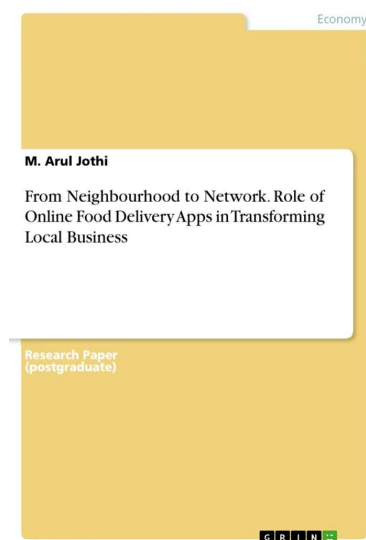 Economy
M. Arul Jothi
From Neighbourhood to Network. Role of
Online Food Delivery Apps in Transforming
Local Business
Research Paper
(postgraduate)
GRIN